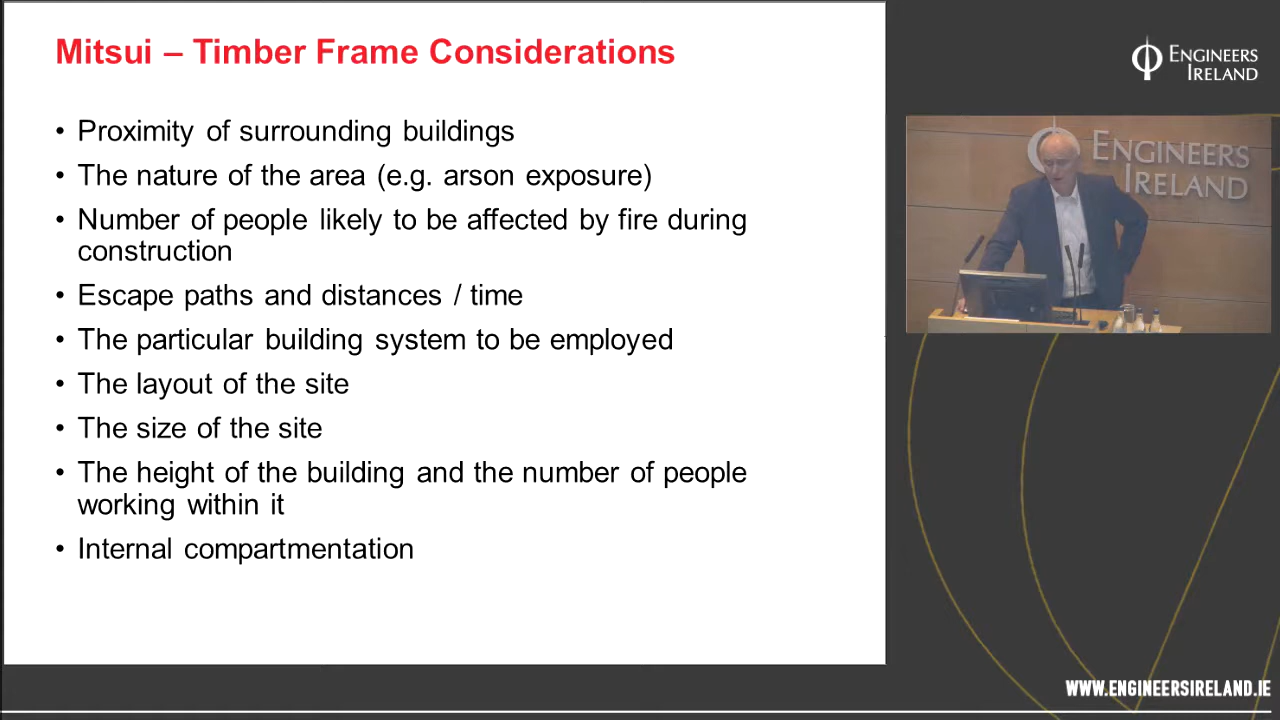 Mitsui – Timber Frame Considerations
• Proximity of surrounding buildings
• The nature of the area (e.g. arson exposure)
• Number of people likely to be affected by fire during
construction
• Escape paths and distances / time
• The particular building system to be employed
• The layout of the site
• The size of the site
• The height of the building and the number of people
working within it
• Internal compartmentation
ENGINEERS
IRELAND
ENGINEERS
IRELAND
WWW.ENGINEERSIRELAND.IE